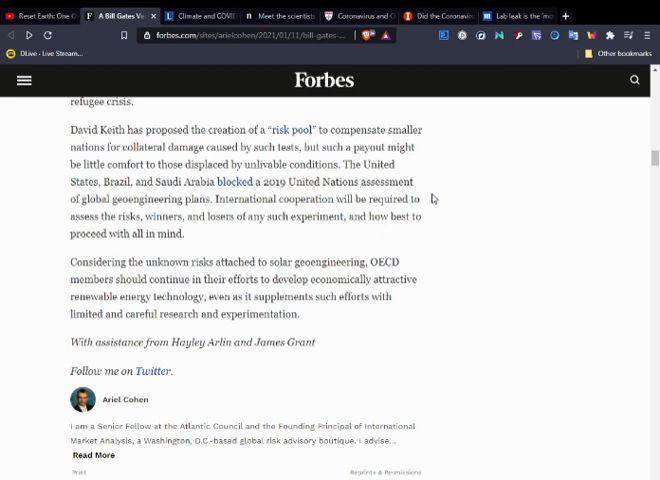 Reset Earth: One O
A Bill Gates Ve
Climate and COVID
Meet the scientists
Coronavirus and C
Did the Coronavirus
Lab leak is the 'mo
forbes.com/sites/arielcohen/2021/01/11/bill-gates-...
DLive - Live Stream...
Other bookmarks
Forbes
refugee crisis.
David Keith has proposed the creation of a “risk pool” to compensate smaller
nations for collateral damage caused by such tests, but such a payout might
be little comfort to those displaced by unlivable conditions. The United
States, Brazil, and Saudi Arabia blocked a 2019 United Nations assessment
of global geoengineering plans. International cooperation will be required to
assess the risks, winners, and losers of any such experiment, and how best to
proceed with all in mind.
Considering the unknown risks attached to solar geoengineering, OECD
members should continue in their efforts to develop economically attractive
renewable energy technology, even as it supplements such efforts with
limited and careful research and experimentation.
With assistance from Hayley Arlin and James Grant
Follow me on Twitter.
Ariel Cohen
I am a Senior Fellow at the Atlantic Council and the Founding Principal of International
Market Analysis, a Washington, D.C.-based global risk advisory boutique. I advise...
Read More
Print
Reprints & Permissions